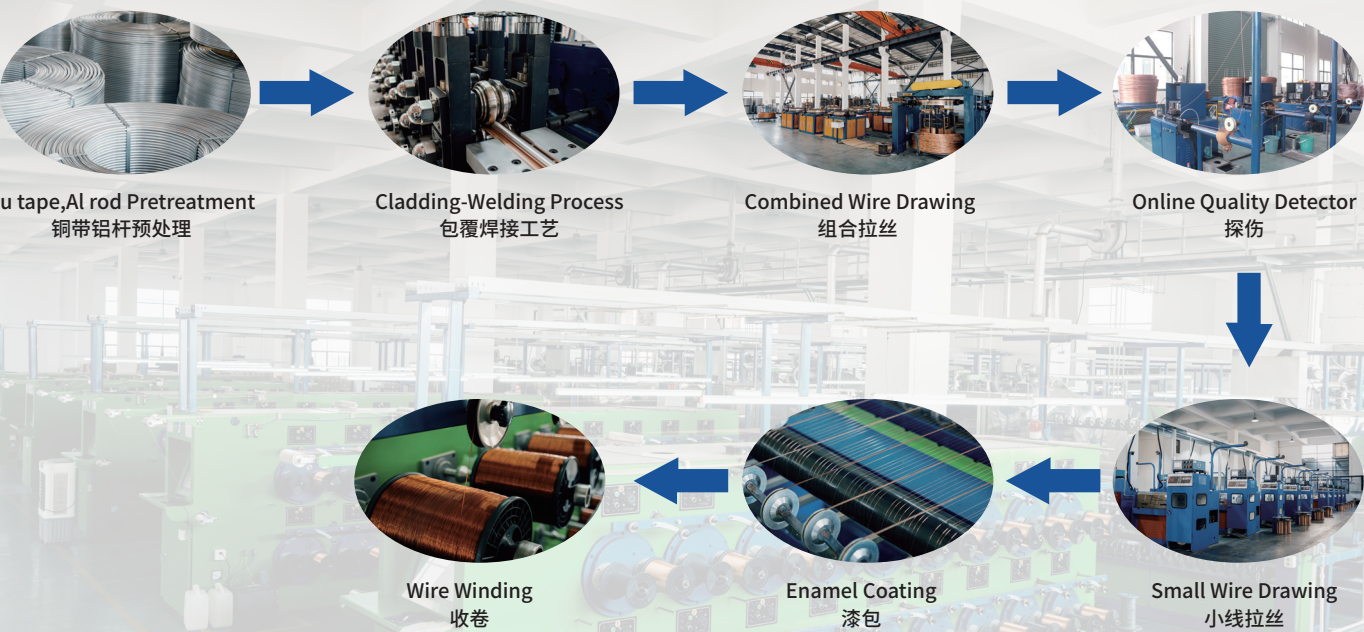 u tape,Al rod Pretreatment
铜带铝杆预处理
Cladding-Welding Process
包覆焊接工艺
Combined Wire Drawing
组合拉丝
Online Quality Detector
探伤
Wire Winding
收卷
Enamel Coating
漆包
Small Wire Drawing
小线拉丝